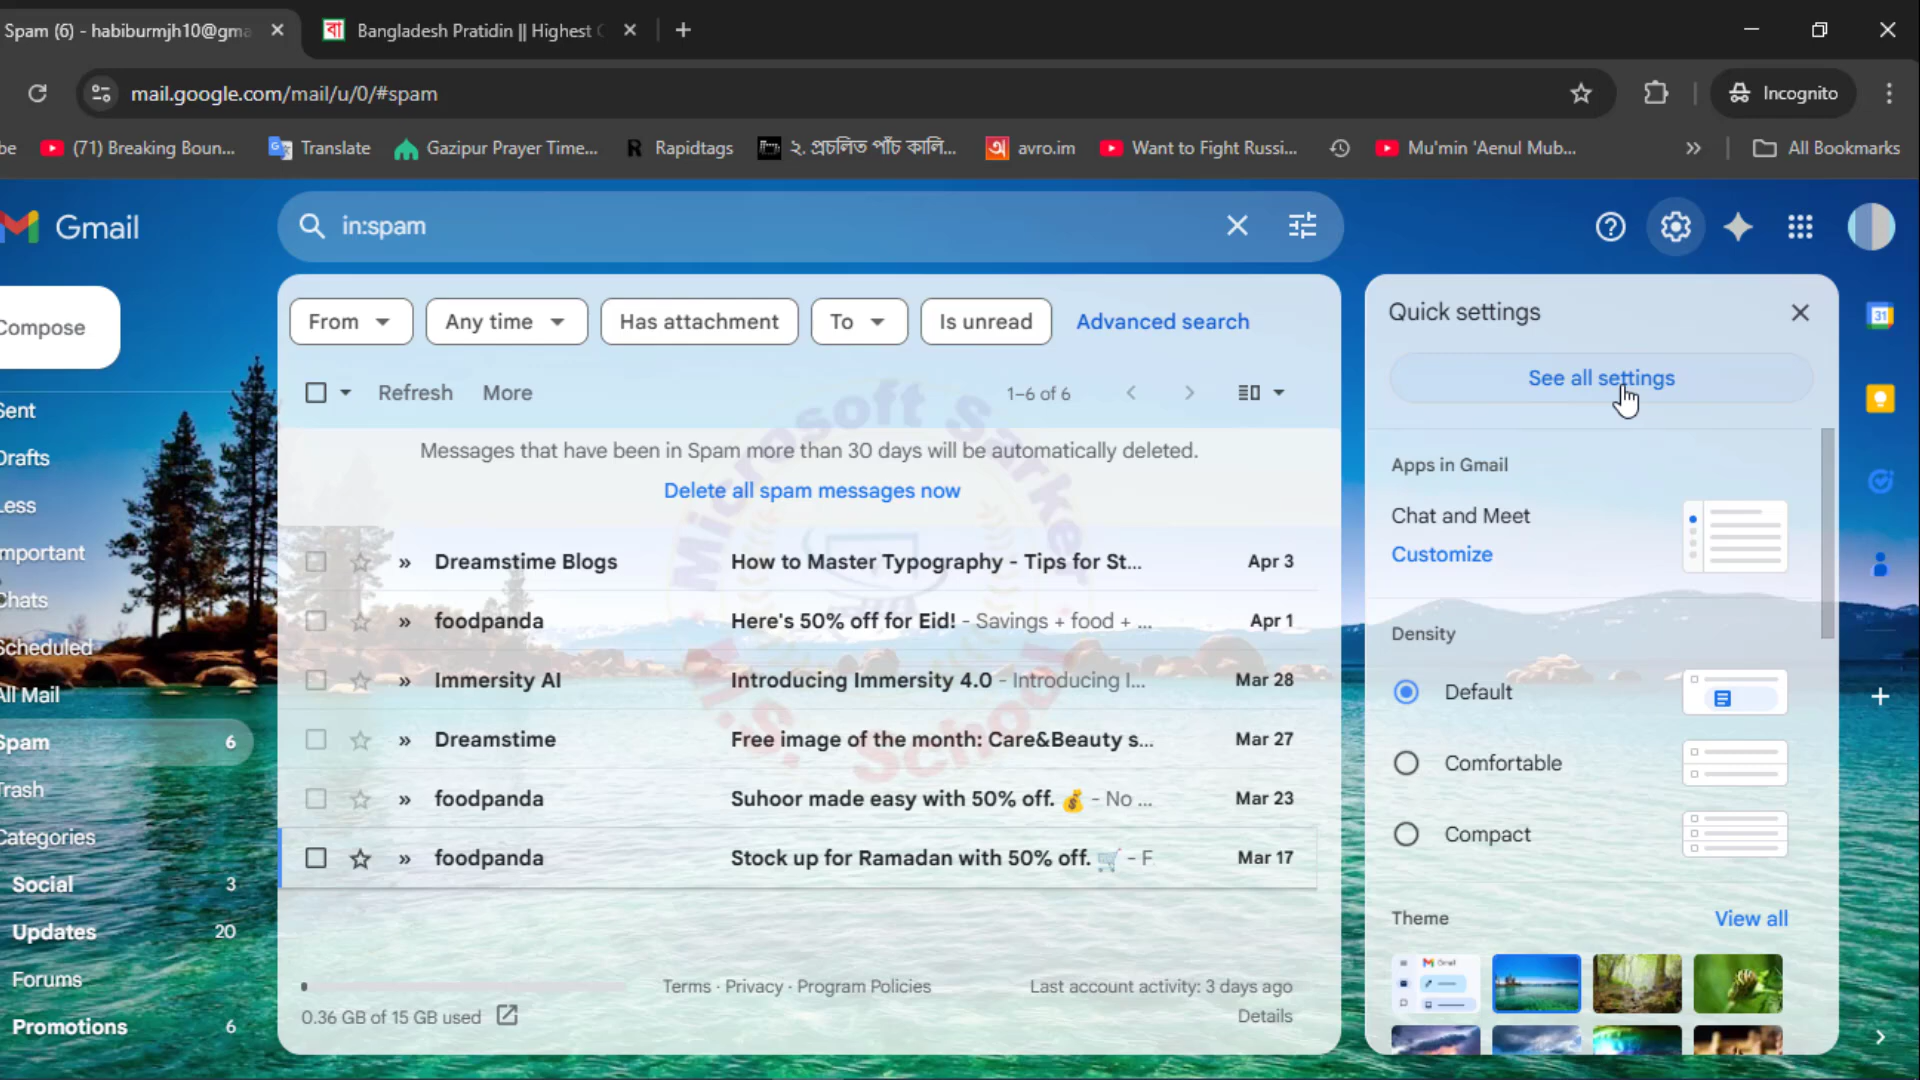 Spam (6) - habiburmjh10@gma
Bangladesh Pratidin || Highest C
mail.google.com/mail/u/0/#spam
Incognito
be
(71) Breaking Boun...
Translate
Gazipur Prayer Time...
Rapidtags
২. প্রচলিত পাঁচ কালি...
avro.im
Want to Fight Russi...
Mu'min 'Aenul Mub...
All Bookmarks
Gmail
in:spam
Compose
From
Any time
Has attachment
To
Is unread
Advanced search
Quick settings
See all settings
Refresh
More
1–6 of 6
Messages that have been in Spam more than 30 days will be automatically deleted.
Delete all spam messages now
Dreamstime Blogs How to Master Typography - Tips for St... Apr 3
foodpanda Here's 50% off for Eid! - Savings + food + ... Apr 1
Immersity AI Introducing Immersity 4.0 - Introducing I... Mar 28
Dreamstime Free image of the month: Care&Beauty s... Mar 27
foodpanda Suhoor made easy with 50% off. 💰 - No ... Mar 23
foodpanda Stock up for Ramadan with 50% off. 🛒 - F Mar 17
Microsoft Sarker
M.S. School
Sent
Drafts
Less
Important
Chats
Scheduled
All Mail
Spam 6
Trash
Categories
Social 3
Updates 20
Forums
Promotions 6
Apps in Gmail
Chat and Meet
Customize
Density
Default
Comfortable
Compact
Theme
View all
Gmail
31
Terms · Privacy · Program Policies
Last account activity: 3 days ago
0.36 GB of 15 GB used
Details